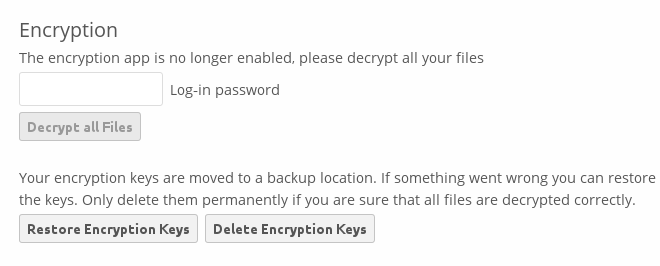 Encryption
The encryption app is no longer enabled, please decrypt all your files
Log-in password
Decrypt all Files
Your encryption keys are moved to a backup location. If something went wrong you can restore
the keys. Only delete them permanently if you are sure that all files are decrypted correctly.
Restore Encryption Keys Delete Encryption Keys